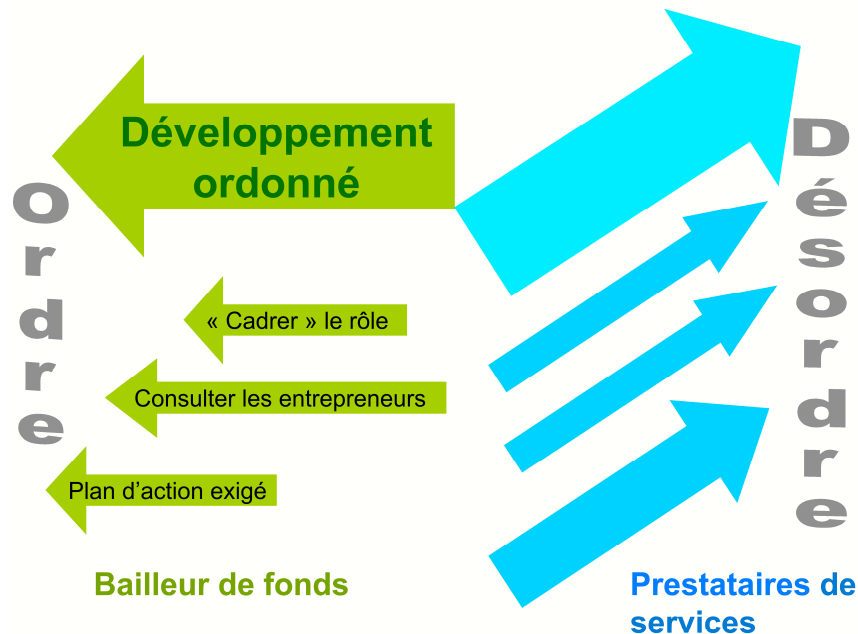 Développement
ordonné
Ordre
Désordre
« Cadrer » le rôle
Consulter les entrepreneurs
Plan d’action exigé
Bailleur de fonds
Prestataires de
services